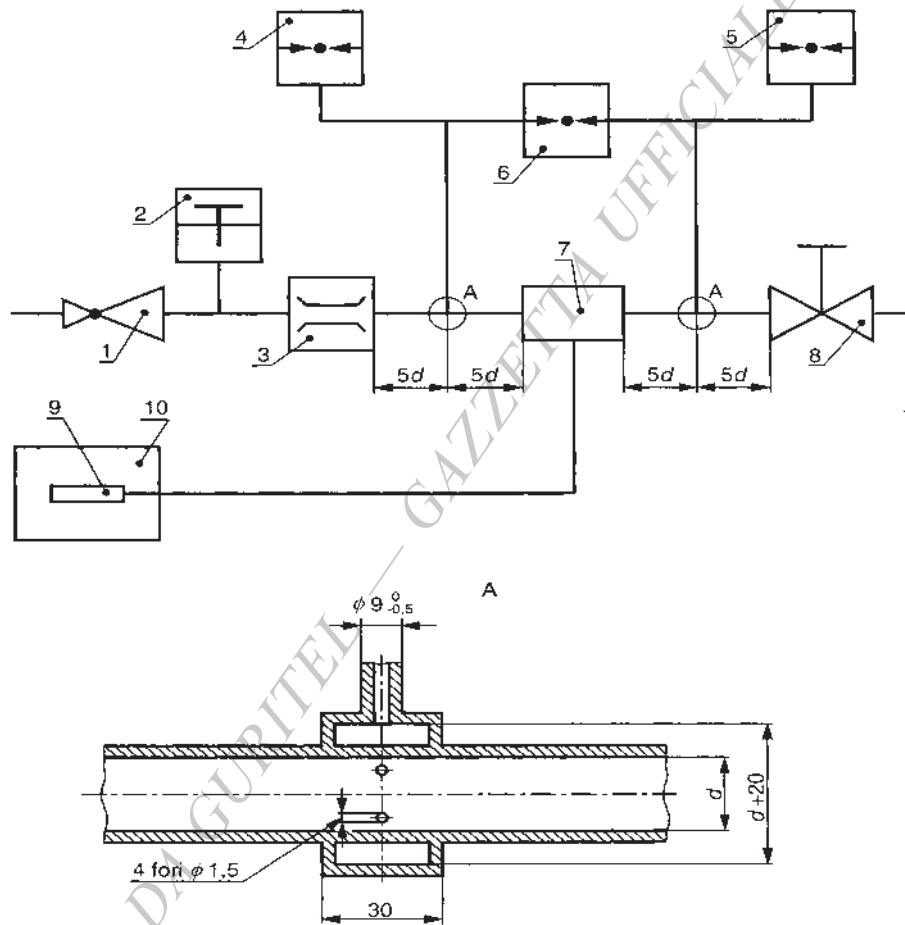 4
5
6
2
7
A
A
1
3
8
5d
5d
5d
5d
9
10
A
φ 9 0 -0,5
d
d+20
4 fori φ 1,5
30
DA GURITEL — GAZZETTA UFFICIALE